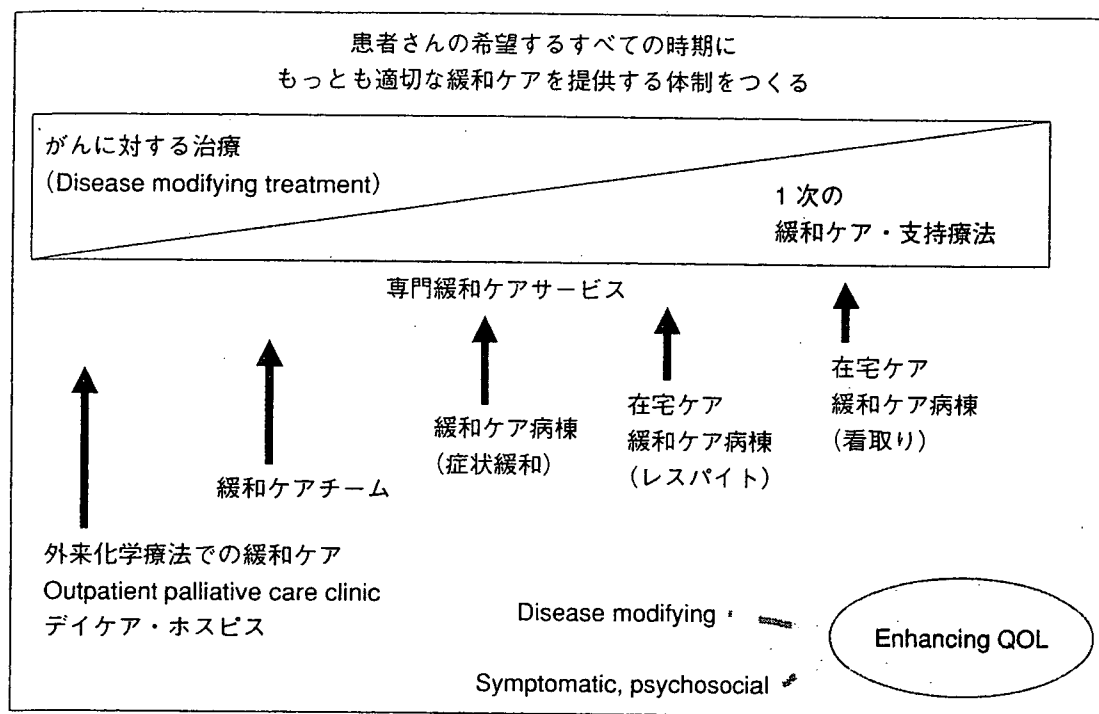 患者さんの希望するすべての時期に
もっとも適切な緩和ケアを提供する体制をつくる
がんに対する治療
(Disease modifying treatment)
1次の
緩和ケア・支持療法
専門緩和ケアサービス
在宅ケア
緩和ケア病棟
(看取り)
在宅ケア
緩和ケア病棟
(レスパイト)
緩和ケア病棟
(症状緩和)
緩和ケアチーム
外来化学療法での緩和ケア
Outpatient palliative care clinic
デイケア・ホスピス
Disease modifying
Symptomatic, psychosocial
Enhancing QOL